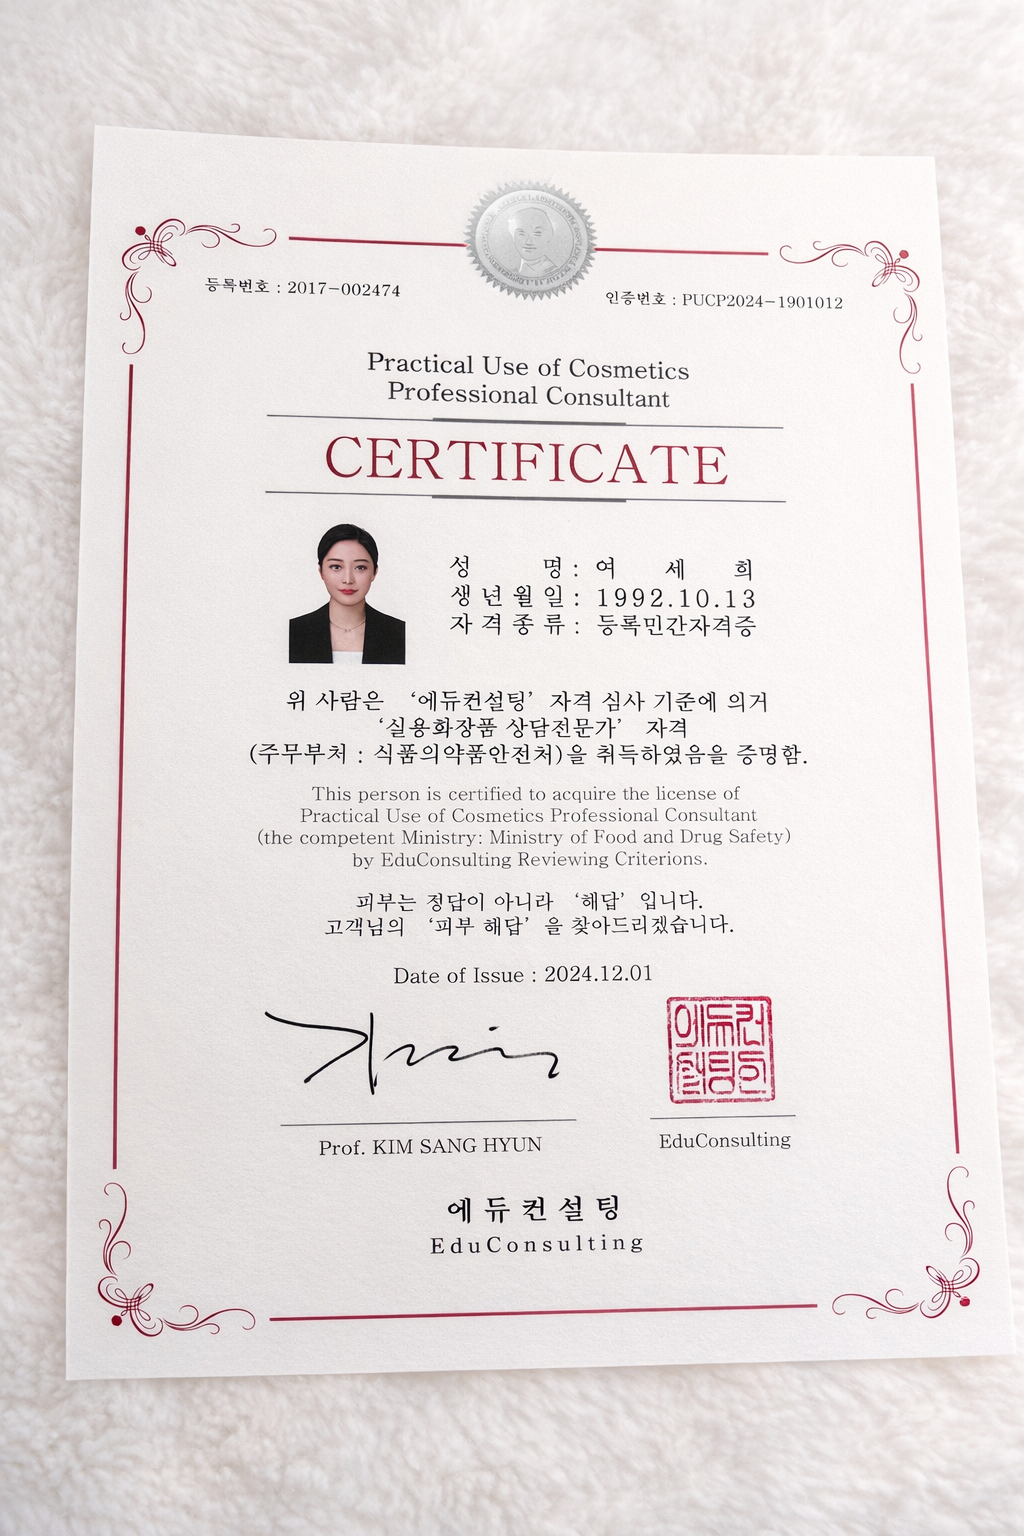 등록번호 : 2017-002474
인증번호 : PUCP2024-1901012
Practical Use of Cosmetics
Professional Consultant
CERTIFICATE
성 명 : 여 세 희
생년월일 : 1992.10.13
자격종류 : 등록민간자격증
위 사람은 ‘에듀컨설팅’ 자격 심사 기준에 의거
‘실용화장품 상담전문가’ 자격
(주무부처 : 식품의약품안전처)을 취득하였음을 증명함.
This person is certified to acquire the license of
Practical Use of Cosmetics Professional Consultant
(the competent Ministry: Ministry of Food and Drug Safety)
by EduConsulting Reviewing Criterions.
피부는 정답이 아니라 ‘해답’ 입니다.
고객님의 ‘피부 해답’ 을 찾아드리겠습니다.
Date of Issue : 2024.12.01
에듀컨
설팅
Prof. KIM SANG HYUN
EduConsulting
에듀컨설팅
EduConsulting